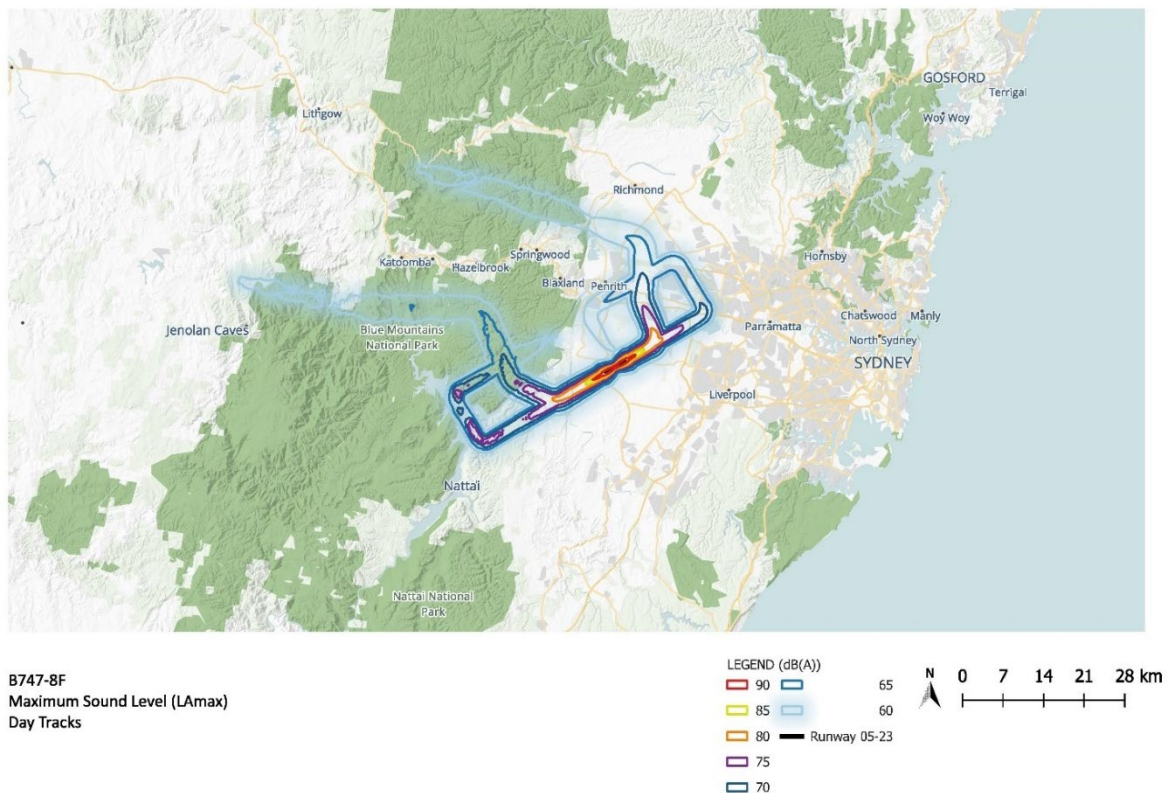 GOSFORD
Terrigal
Woy Woy
Lithgow
Richmond
Hornsby
Springwood
Katoomba
Hazelbrook
Blaxland
Penrith
Chatswood
Manly
Parramatta
Jenolan Caves
Blue Mountains
National Park
North Sydney
SYDNEY
Liverpool
Nattai
Nattai National
Park
B747-8F
Maximum Sound Level (LAmax)
Day Tracks
LEGEND (dB(A))
90 65
85 60
80 Runway 05-23
75
70
N
0 7 14 21 28 km